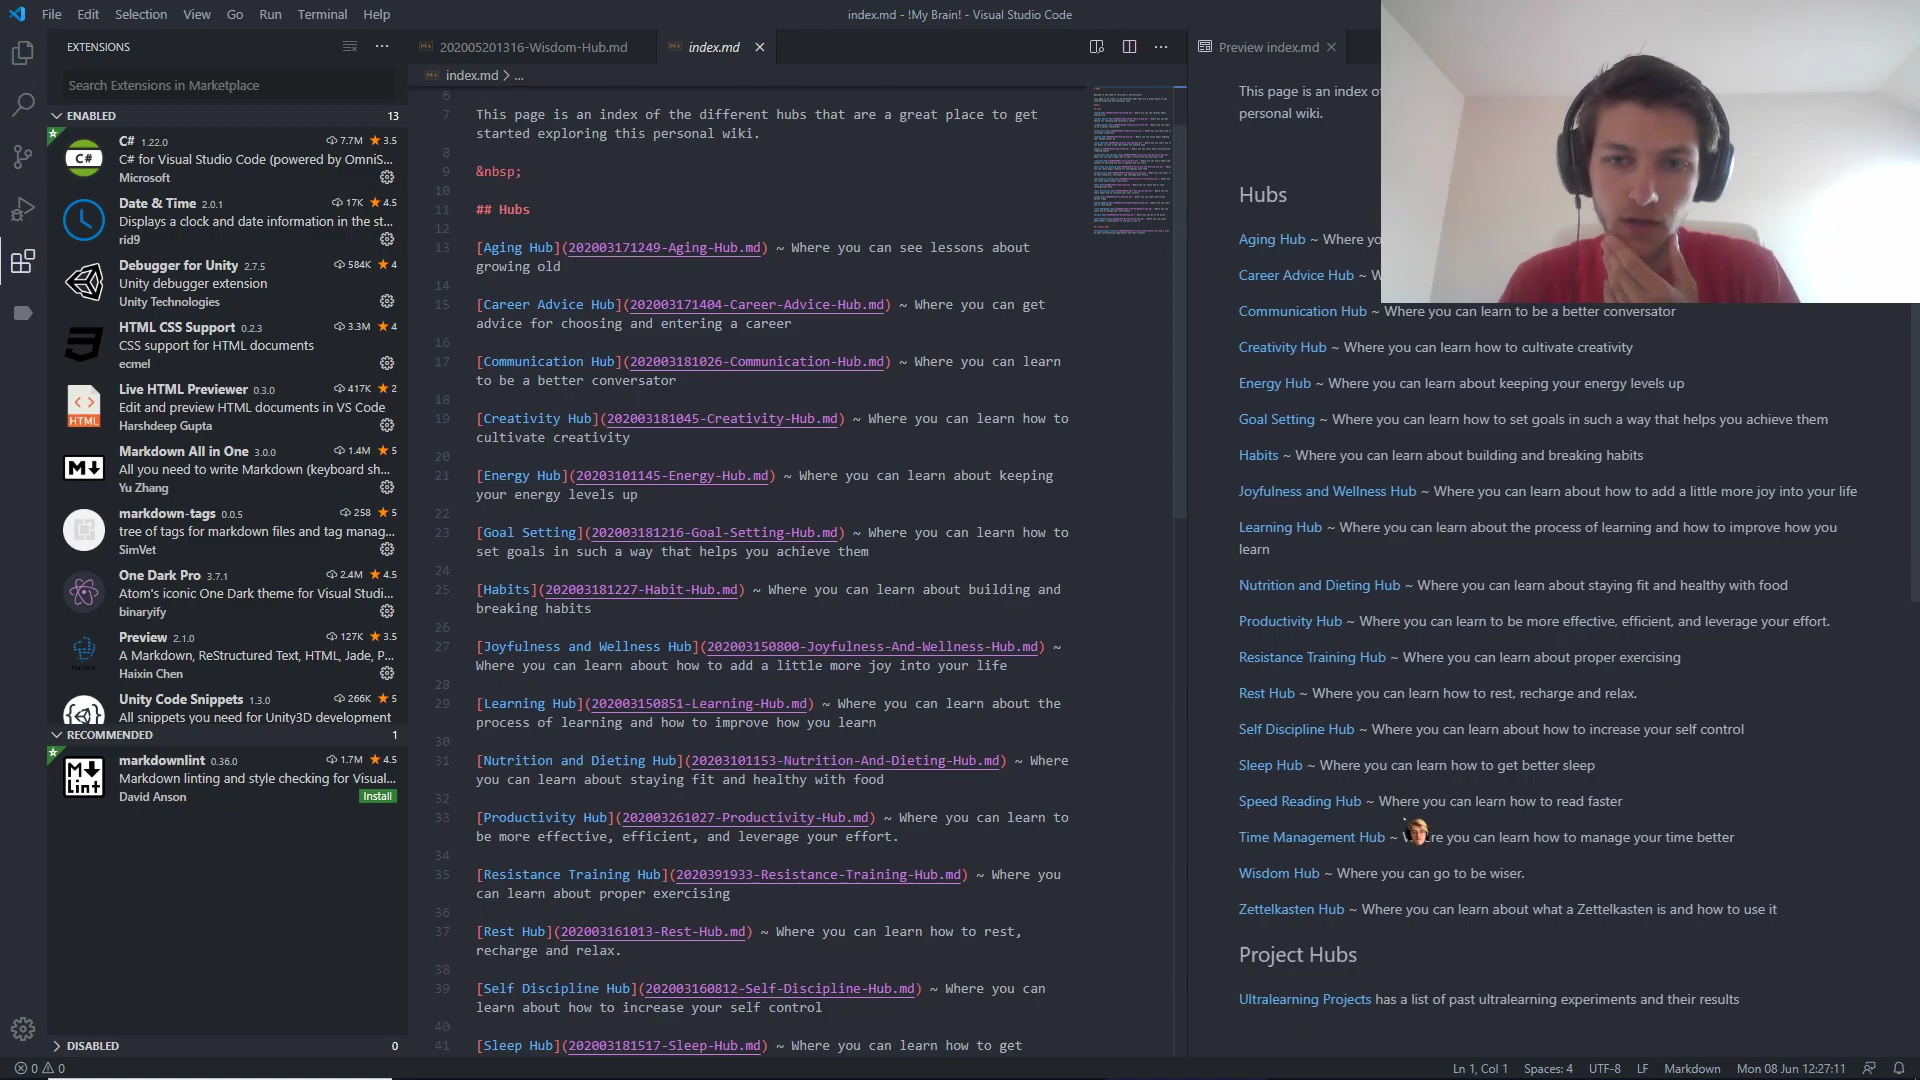 File Edit Selection View Go Run Terminal Help
index.md - !My Brain! - Visual Studio Code
EXTENSIONS
Search Extensions in Marketplace
ENABLED 13
C# 1.22.0 7.7M 3.5
C# for Visual Studio Code (powered by OmniS...
Microsoft
Date & Time 2.0.1 17K 4.5
Displays a clock and date information in the st...
rid9
Debugger for Unity 2.7.5 584K 4
Unity debugger extension
Unity Technologies
HTML CSS Support 0.2.3 3.3M 4
CSS support for HTML documents
ecmel
Live HTML Previewer 0.3.0 417K 2
Edit and preview HTML documents in VS Code
Harshdeep Gupta
Markdown All in One 3.0.0 1.4M 5
All you need to write Markdown (keyboard sh...
Yu Zhang
markdown-tags 0.0.5 258 5
tree of tags for markdown files and tag manag...
SimVet
One Dark Pro 3.7.1 2.4M 4.5
Atom's iconic One Dark theme for Visual Studi...
binaryify
Preview 2.1.0 127K 3.5
A Markdown, ReStructured Text, HTML, Jade, P...
Haixin Chen
Unity Code Snippets 1.3.0 266K 5
All snippets you need for Unity3D development
RECOMMENDED 1
markdownlint 0.36.0 1.7M 4.5
Markdown linting and style checking for Visual...
David Anson Install
DISABLED 0
202005201316-Wisdom-Hub.md index.md
index.md > ...
6
7 This page is an index of the different hubs that are a great place to get
started exploring this personal wiki.
8
9 &nbsp;
10
11 ## Hubs
12
13 [Aging Hub](202003171249-Aging-Hub.md) ~ Where you can see lessons about
growing old
14
15 [Career Advice Hub](202003171404-Career-Advice-Hub.md) ~ Where you can get
advice for choosing and entering a career
16
17 [Communication Hub](202003181026-Communication-Hub.md) ~ Where you can learn
to be a better conversator
18
19 [Creativity Hub](202003181045-Creativity-Hub.md) ~ Where you can learn how to
cultivate creativity
20
21 [Energy Hub](20203101145-Energy-Hub.md) ~ Where you can learn about keeping
your energy levels up
22
23 [Goal Setting](202003181216-Goal-Setting-Hub.md) ~ Where you can learn how to
set goals in such a way that helps you achieve them
24
25 [Habits](202003181227-Habit-Hub.md) ~ Where you can learn about building and
breaking habits
26
27 [Joyfulness and Wellness Hub](202003150800-Joyfulness-And-Wellness-Hub.md) ~
Where you can learn about how to add a little more joy into your life
28
29 [Learning Hub](202003150851-Learning-Hub.md) ~ Where you can learn about the
process of learning and how to improve how you learn
30
31 [Nutrition and Dieting Hub](20203101153-Nutrition-And-Dieting-Hub.md) ~ Where
you can learn about staying fit and healthy with food
32
33 [Productivity Hub](202003261027-Productivity-Hub.md) ~ Where you can learn to
be more effective, efficient, and leverage your effort.
34
35 [Resistance Training Hub](2020391933-Resistance-Training-Hub.md) ~ Where you
can learn about proper exercising
36
37 [Rest Hub](202003161013-Rest-Hub.md) ~ Where you can learn how to rest,
recharge and relax.
38
39 [Self Discipline Hub](202003160812-Self-Discipline-Hub.md) ~ Where you can
learn about how to increase your self control
40
41 [Sleep Hub](202003181517-Sleep-Hub.md) ~ Where you can learn how to get
Preview index.md
This page is an index o
personal wiki.
Hubs
Aging Hub ~ Where yo
Career Advice Hub ~ W
Communication Hub ~ Where you can learn to be a better conversator
Creativity Hub ~ Where you can learn how to cultivate creativity
Energy Hub ~ Where you can learn about keeping your energy levels up
Goal Setting ~ Where you can learn how to set goals in such a way that helps you achieve them
Habits ~ Where you can learn about building and breaking habits
Joyfulness and Wellness Hub ~ Where you can learn about how to add a little more joy into your life
Learning Hub ~ Where you can learn about the process of learning and how to improve how you
learn
Nutrition and Dieting Hub ~ Where you can learn about staying fit and healthy with food
Productivity Hub ~ Where you can learn to be more effective, efficient, and leverage your effort.
Resistance Training Hub ~ Where you can learn about proper exercising
Rest Hub ~ Where you can learn how to rest, recharge and relax.
Self Discipline Hub ~ Where you can learn about how to increase your self control
Sleep Hub ~ Where you can learn how to get better sleep
Speed Reading Hub ~ Where you can learn how to read faster
Time Management Hub ~ re you can learn how to manage your time better
Wisdom Hub ~ Where you can go to be wiser.
Zettelkasten Hub ~ Where you can learn about what a Zettelkasten is and how to use it
Project Hubs
Ultralearning Projects has a list of past ultralearning experiments and their results
0 0 Ln 1, Col 1 Spaces: 4 UTF-8 LF Markdown Mon 08 Jun 12:27:11